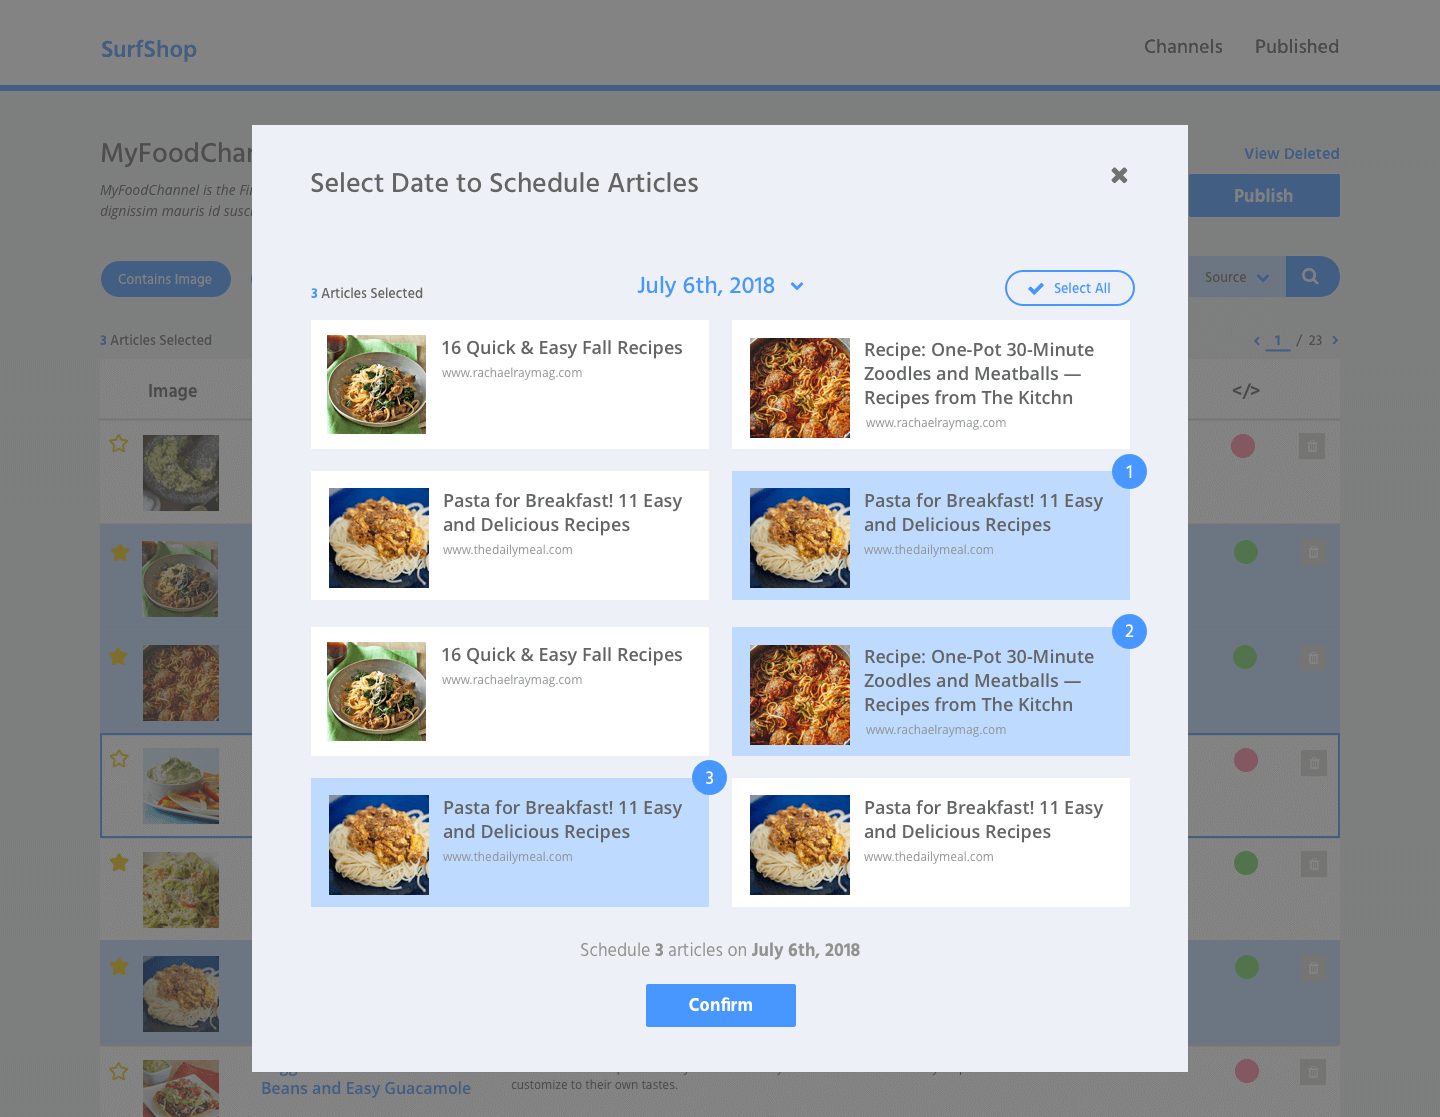 SurfShop
Channels
Published
MyFoodChan
MyFoodChannel is the Fi
dignissim mauris id susc
View Deleted
Publish
Contains Image
Source
3 Articles Selected
1 / 23
Image
</>
Select Date to Schedule Articles
3 Articles Selected
July 6th, 2018
Select All
16 Quick & Easy Fall Recipes
www.rachaelraymag.com
Recipe: One-Pot 30-Minute
Zoodles and Meatballs —
Recipes from The Kitchn
www.rachaelraymag.com
Pasta for Breakfast! 11 Easy
and Delicious Recipes
www.thedailymeal.com
1
Pasta for Breakfast! 11 Easy
and Delicious Recipes
www.thedailymeal.com
16 Quick & Easy Fall Recipes
www.rachaelraymag.com
2
Recipe: One-Pot 30-Minute
Zoodles and Meatballs —
Recipes from The Kitchn
www.rachaelraymag.com
3
Pasta for Breakfast! 11 Easy
and Delicious Recipes
www.thedailymeal.com
Pasta for Breakfast! 11 Easy
and Delicious Recipes
www.thedailymeal.com
Schedule 3 articles on July 6th, 2018
Confirm
Beans and Easy Guacamole
customize to their own tastes.